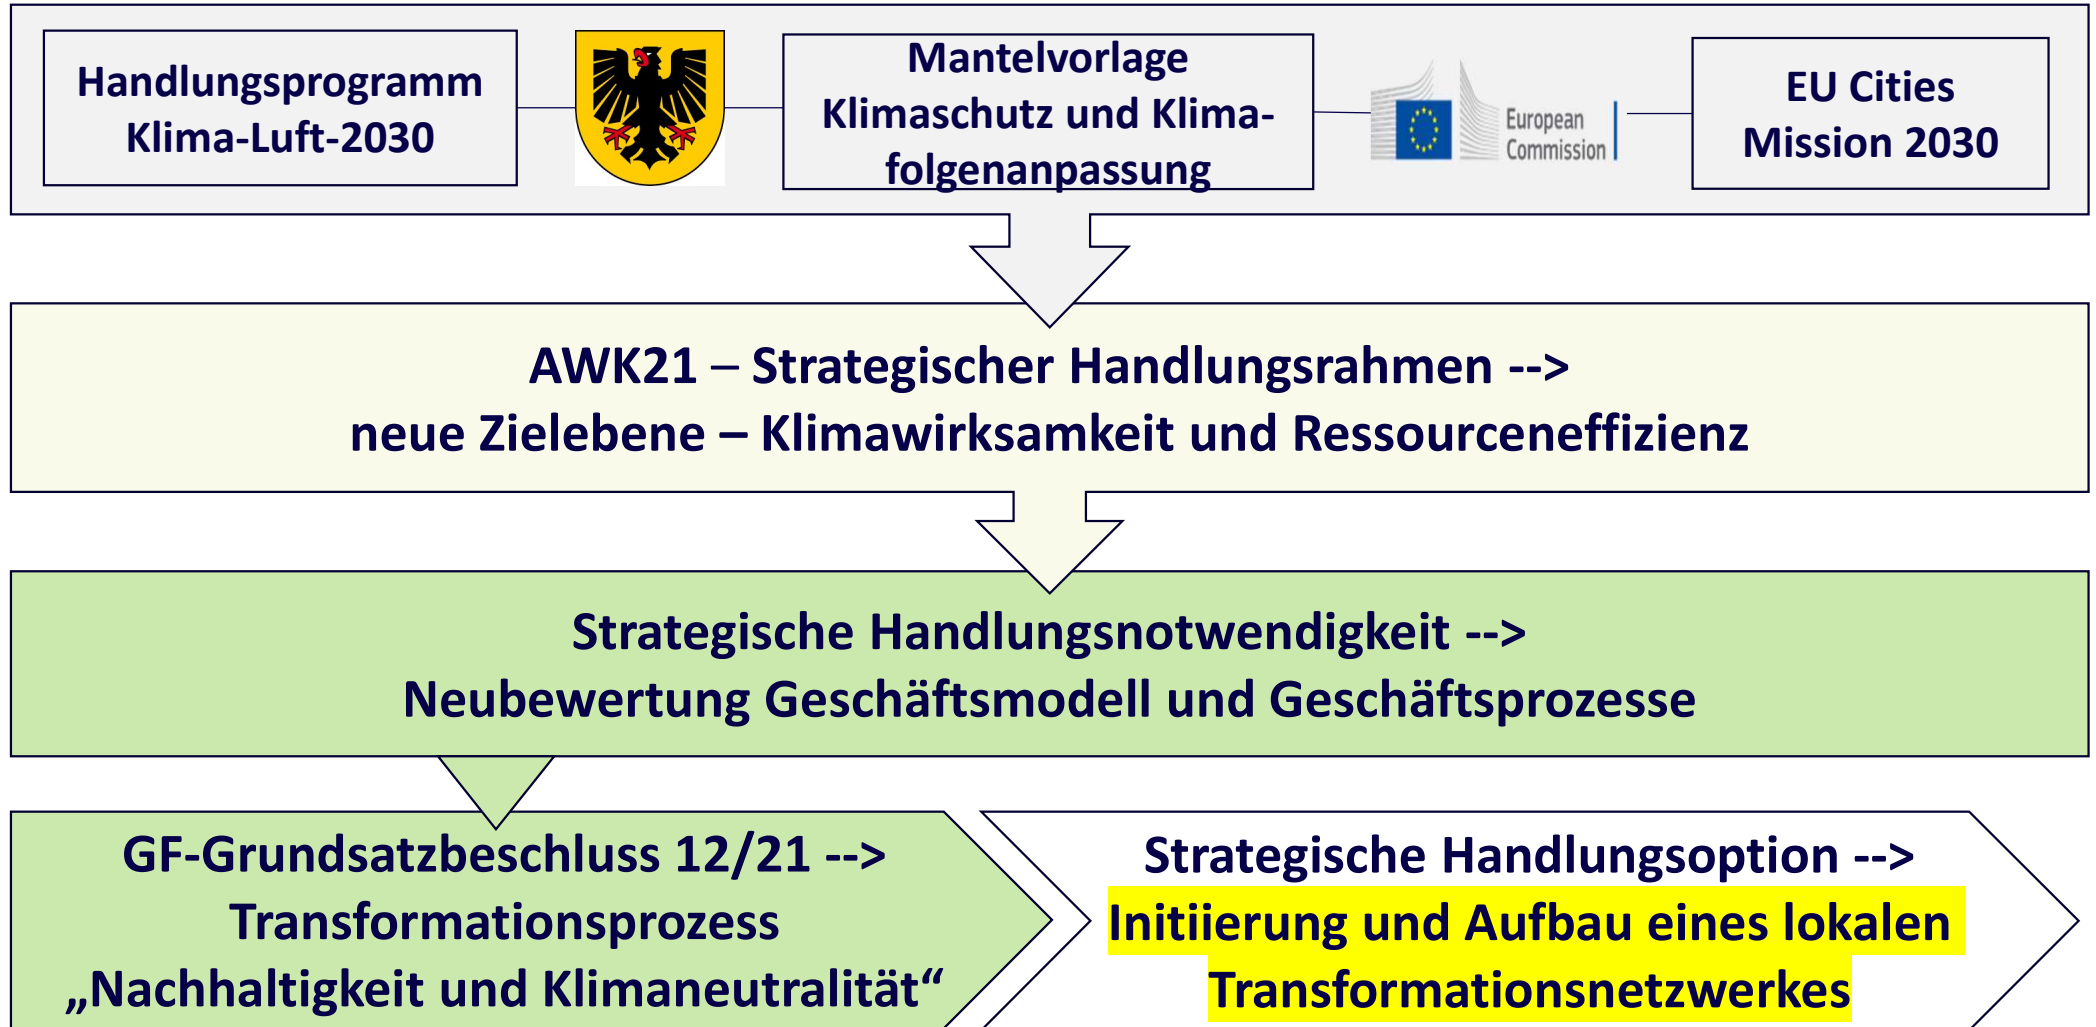 Handlungsprogramm
Klima-Luft-2030
Mantelvorlage
Klimaschutz und Klima-
folgenanpassung
European
Commission
EU Cities
Mission 2030
AWK21 – Strategischer Handlungsrahmen -->
neue Zielebene – Klimawirksamkeit und Ressourceneffizienz
Strategische Handlungsnotwendigkeit -->
Neubewertung Geschäftsmodell und Geschäftsprozesse
GF-Grundsatzbeschluss 12/21 -->
Transformationsprozess
„Nachhaltigkeit und Klimaneutralität“
Strategische Handlungsoption -->
Initiierung und Aufbau eines lokalen
Transformationsnetzwerkes